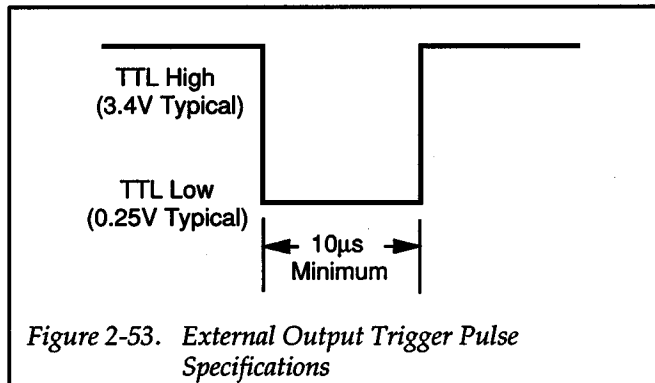 TTL High
(3.4V Typical)
TTL Low
(0.25V Typical)
10µs
Minimum
Figure 2-53. External Output Trigger Pulse
Specifications